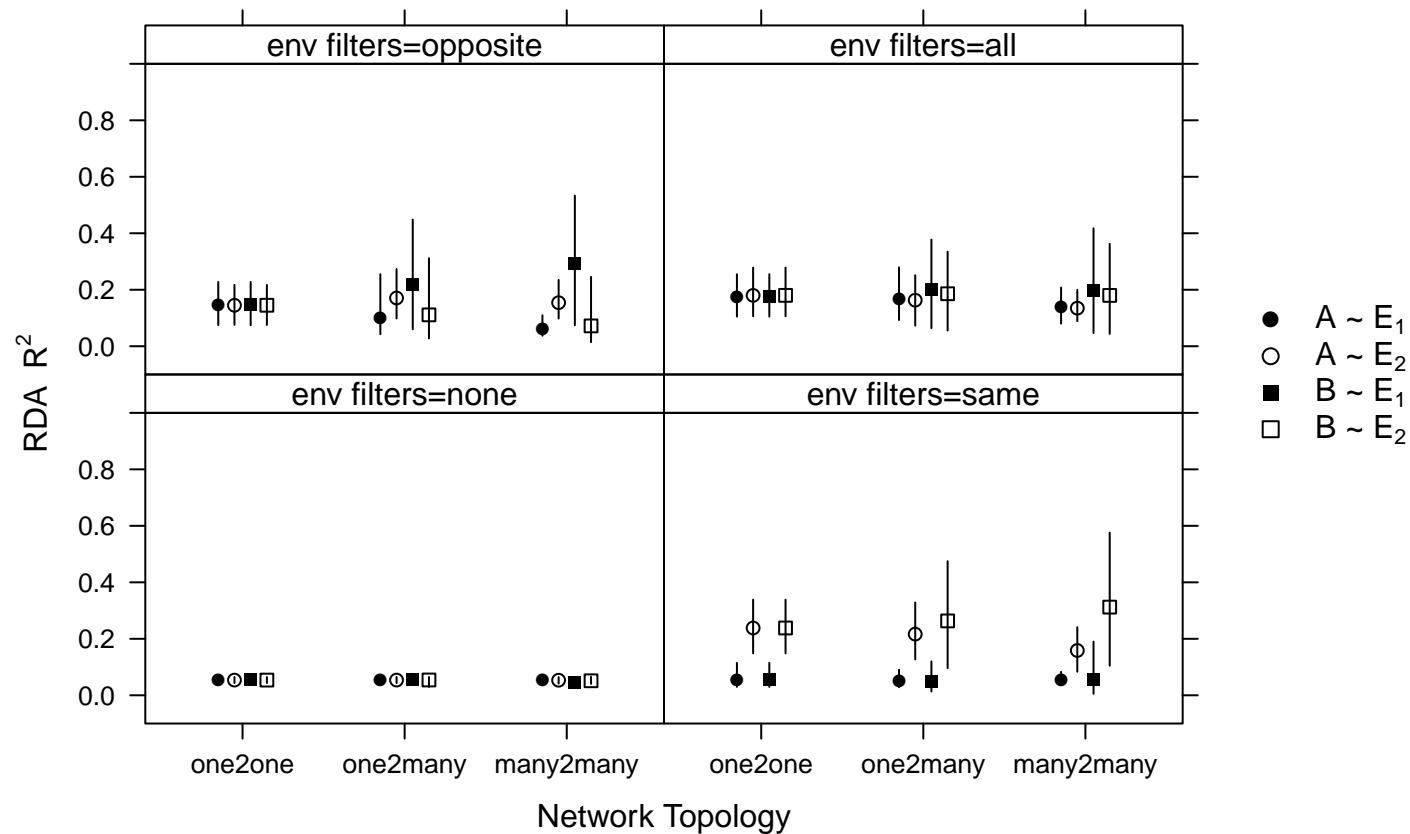 env filters=opposite
env filters=all
0.8
0.6
0.4
0.2
0.0
env filters=none
env filters=same
0.8
0.6
0.4
0.2
0.0
RDA R²
one2one one2many many2many one2one one2many many2many
Network Topology
A ~ E₁
A ~ E₂
B ~ E₁
B ~ E₂